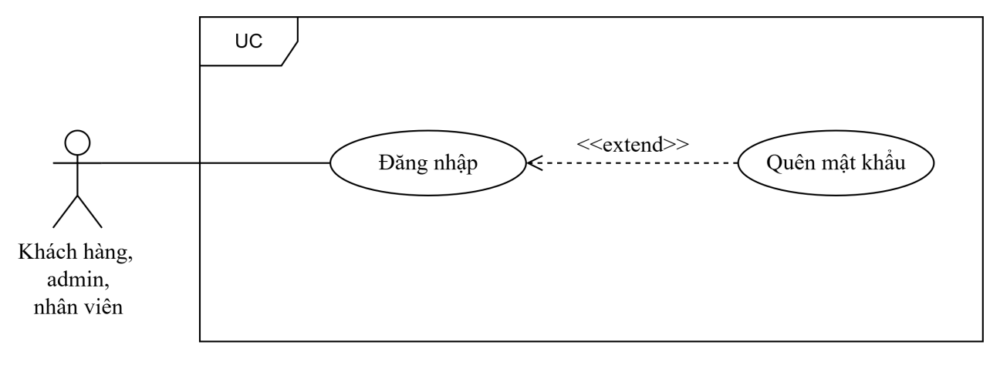 UC
<<extend>>
Đăng nhập
Quên mật khẩu
Khách hàng,
admin,
nhân viên